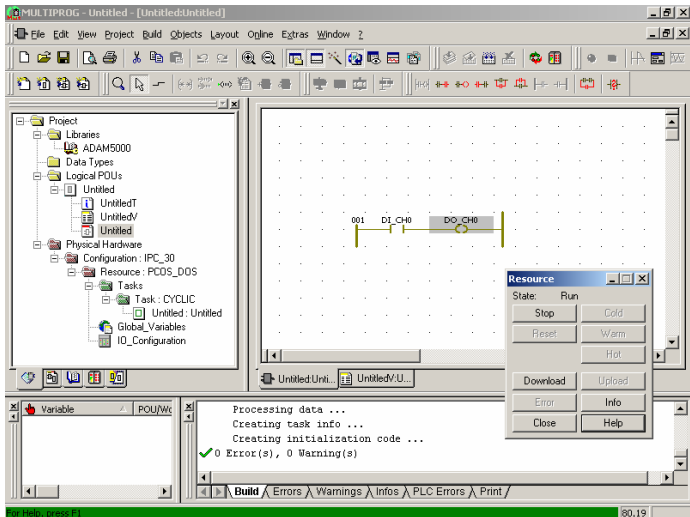 MULTIPROG - Untitled - [Untitled:Untitled]
File Edit View Project Build Objects Layout Online Extras Window ?
Project
Libraries
ADAM5000
Data Types
Logical POUs
Untitled
UntitledT
UntitledV
Untitled
Physical Hardware
Configuration : IPC_30
Resource : PCOS_DOS
Tasks
Task : CYCLIC
Untitled : Untitled
Global_Variables
IO_Configuration
001 DI_CH0 DO_CH0
Resource
State: Run
Stop Cold
Reset Warm
Hot
Download Upload
Error Info
Close Help
Untitled:Unti... UntitledV:U...
Variable POU/Wo
Processing data ...
Creating task info ...
Creating initialization code ...
0 Error(s), 0 Warning(s)
Build Errors Warnings Infos PLC Errors Print
For Help, press F1
80,19